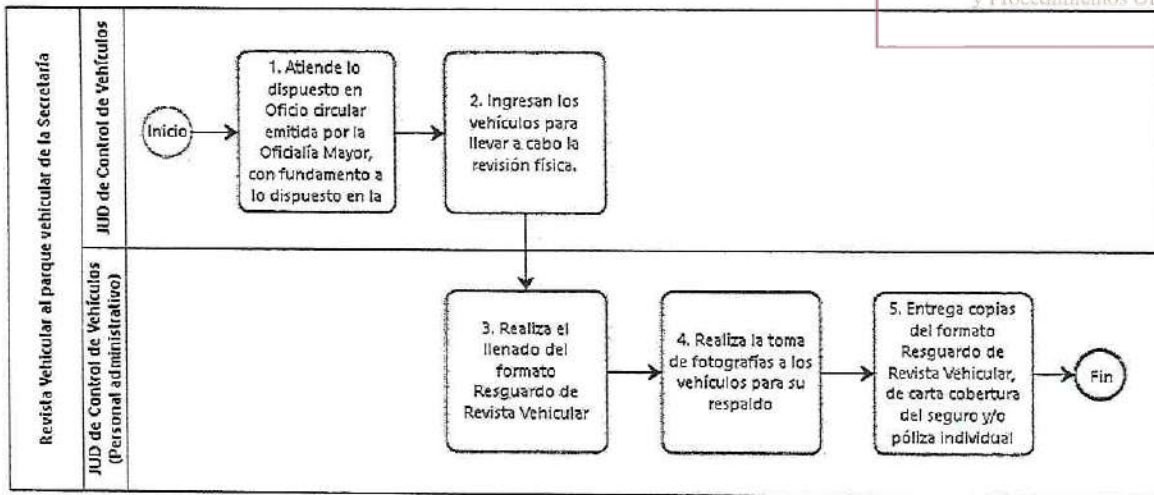 y Procedimientos
Revista Vehicular al parque vehicular de la Secretaría
JUD de Control de Vehículos
Inicio
1. Atiende lo
dispuesto en
Oficio circular
emitida por la
Oficialía Mayor,
con fundamento a
lo dispuesto en la
2. Ingresan los
vehículos para
llevar a cabo la
revisión física.
JUD de Control de Vehículos
(Personal administrativo)
3. Realiza el
llenado del
formato
Resguardo de
Revista Vehicular
4. Realiza la toma
de fotografías a los
vehículos para su
respaldo
5. Entrega copias
del formato
Resguardo de
Revista Vehicular,
de carta cobertura
del seguro y/o
póliza individual
Fin